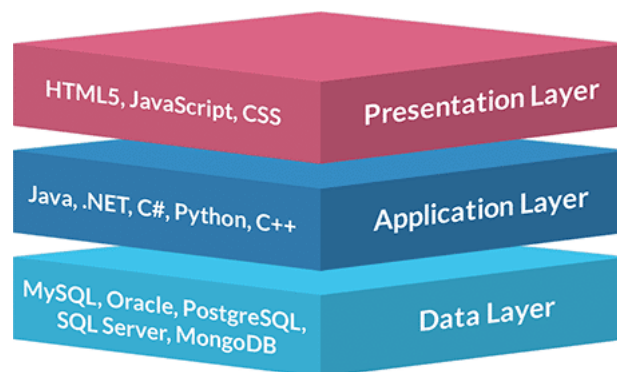 HTML5, JavaScript, CSS
Presentation Layer
Java, .NET, C#, Python, C++
Application Layer
MySQL, Oracle, PostgreSQL,
SQL Server, MongoDB
Data Layer